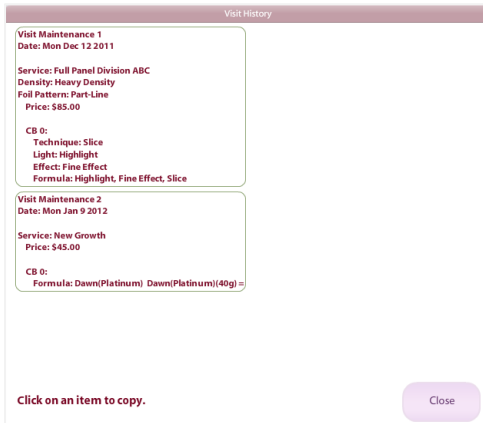 Visit History
Visit Maintenance 1
Date: Mon Dec 12 2011
Service: Full Panel Division ABC
Density: Heavy Density
Foil Pattern: Part-Line
Price: $85.00
CB 0:
Technique: Slice
Light: Highlight
Effect: Fine Effect
Formula: Highlight, Fine Effect, Slice
Visit Maintenance 2
Date: Mon Jan 9 2012
Service: New Growth
Price: $45.00
CB 0:
Formula: Dawn(Platinum)  Dawn(Platinum)(40g) =
Click on an item to copy.
Close